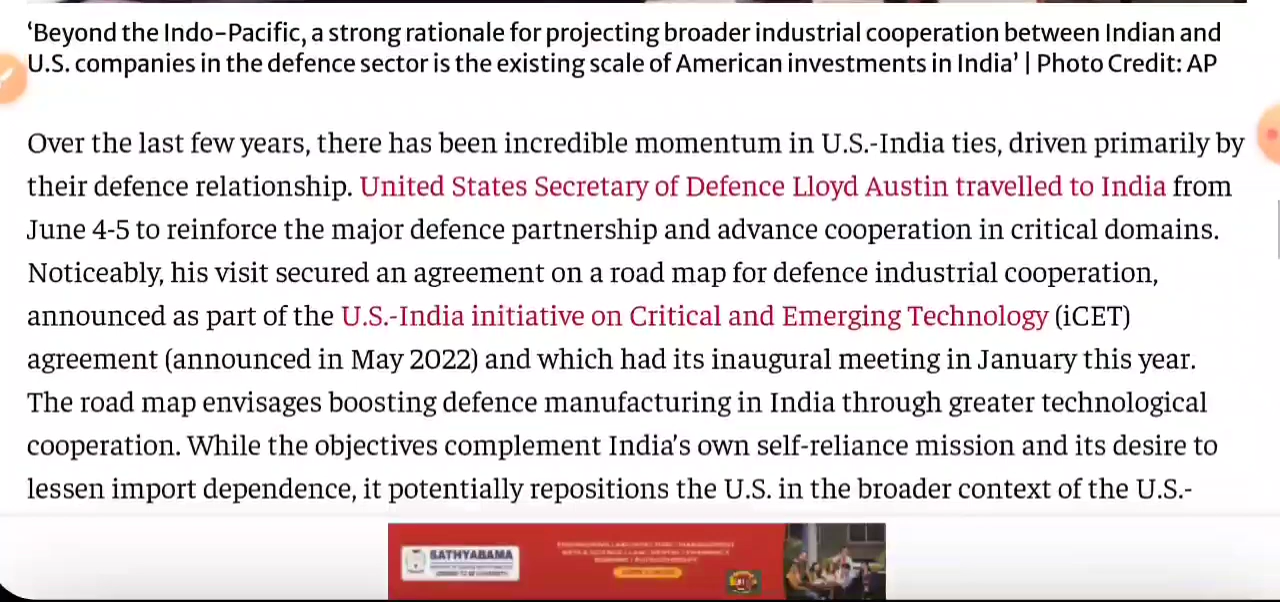 ‘Beyond the Indo-Pacific, a strong rationale for projecting broader industrial cooperation between Indian and
U.S. companies in the defence sector is the existing scale of American investments in India’ | Photo Credit: AP
Over the last few years, there has been incredible momentum in U.S.-India ties, driven primarily by
their defence relationship. United States Secretary of Defence Lloyd Austin travelled to India from
June 4-5 to reinforce the major defence partnership and advance cooperation in critical domains.
Noticeably, his visit secured an agreement on a road map for defence industrial cooperation,
announced as part of the U.S.-India initiative on Critical and Emerging Technology (iCET)
agreement (announced in May 2022) and which had its inaugural meeting in January this year.
The road map envisages boosting defence manufacturing in India through greater technological
cooperation. While the objectives complement India’s own self-reliance mission and its desire to
lessen import dependence, it potentially repositions the U.S. in the broader context of the U.S.-
SATHYABAMA